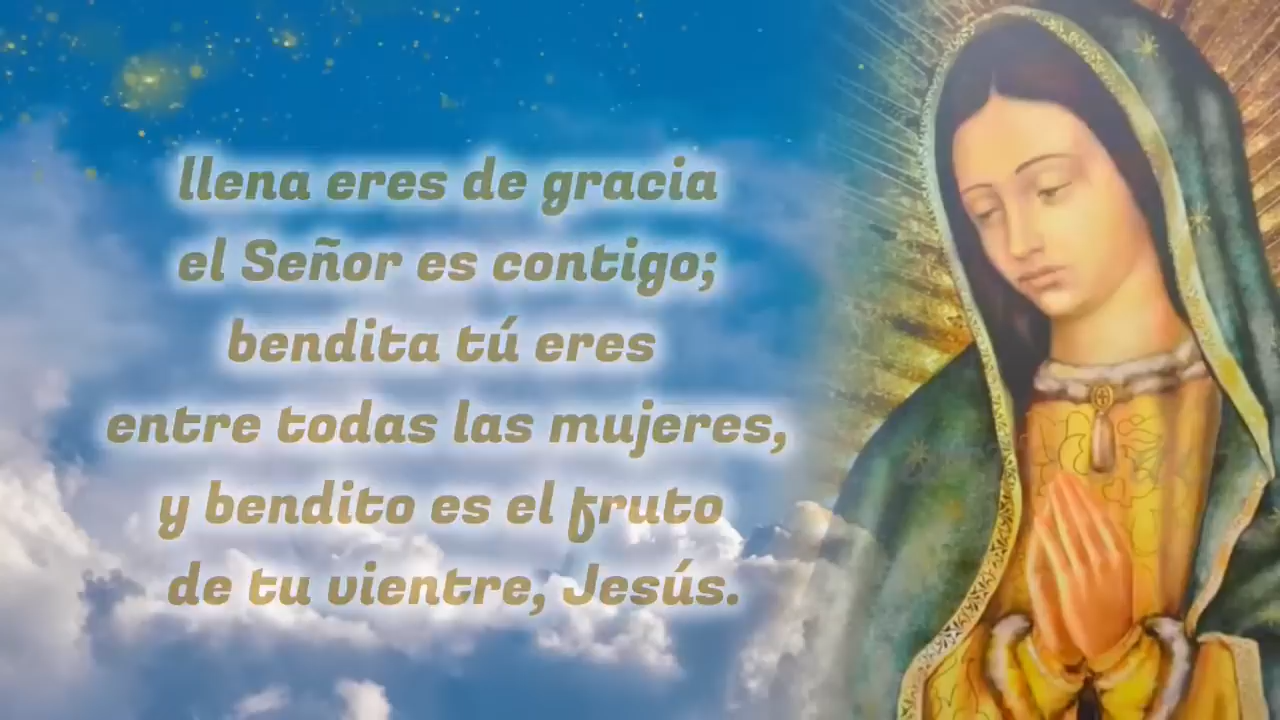 llena eres de gracia
el Señor es contigo;
bendita tú eres
entre todas las mujeres,
y bendito es el fruto
de tu vientre, Jesús.